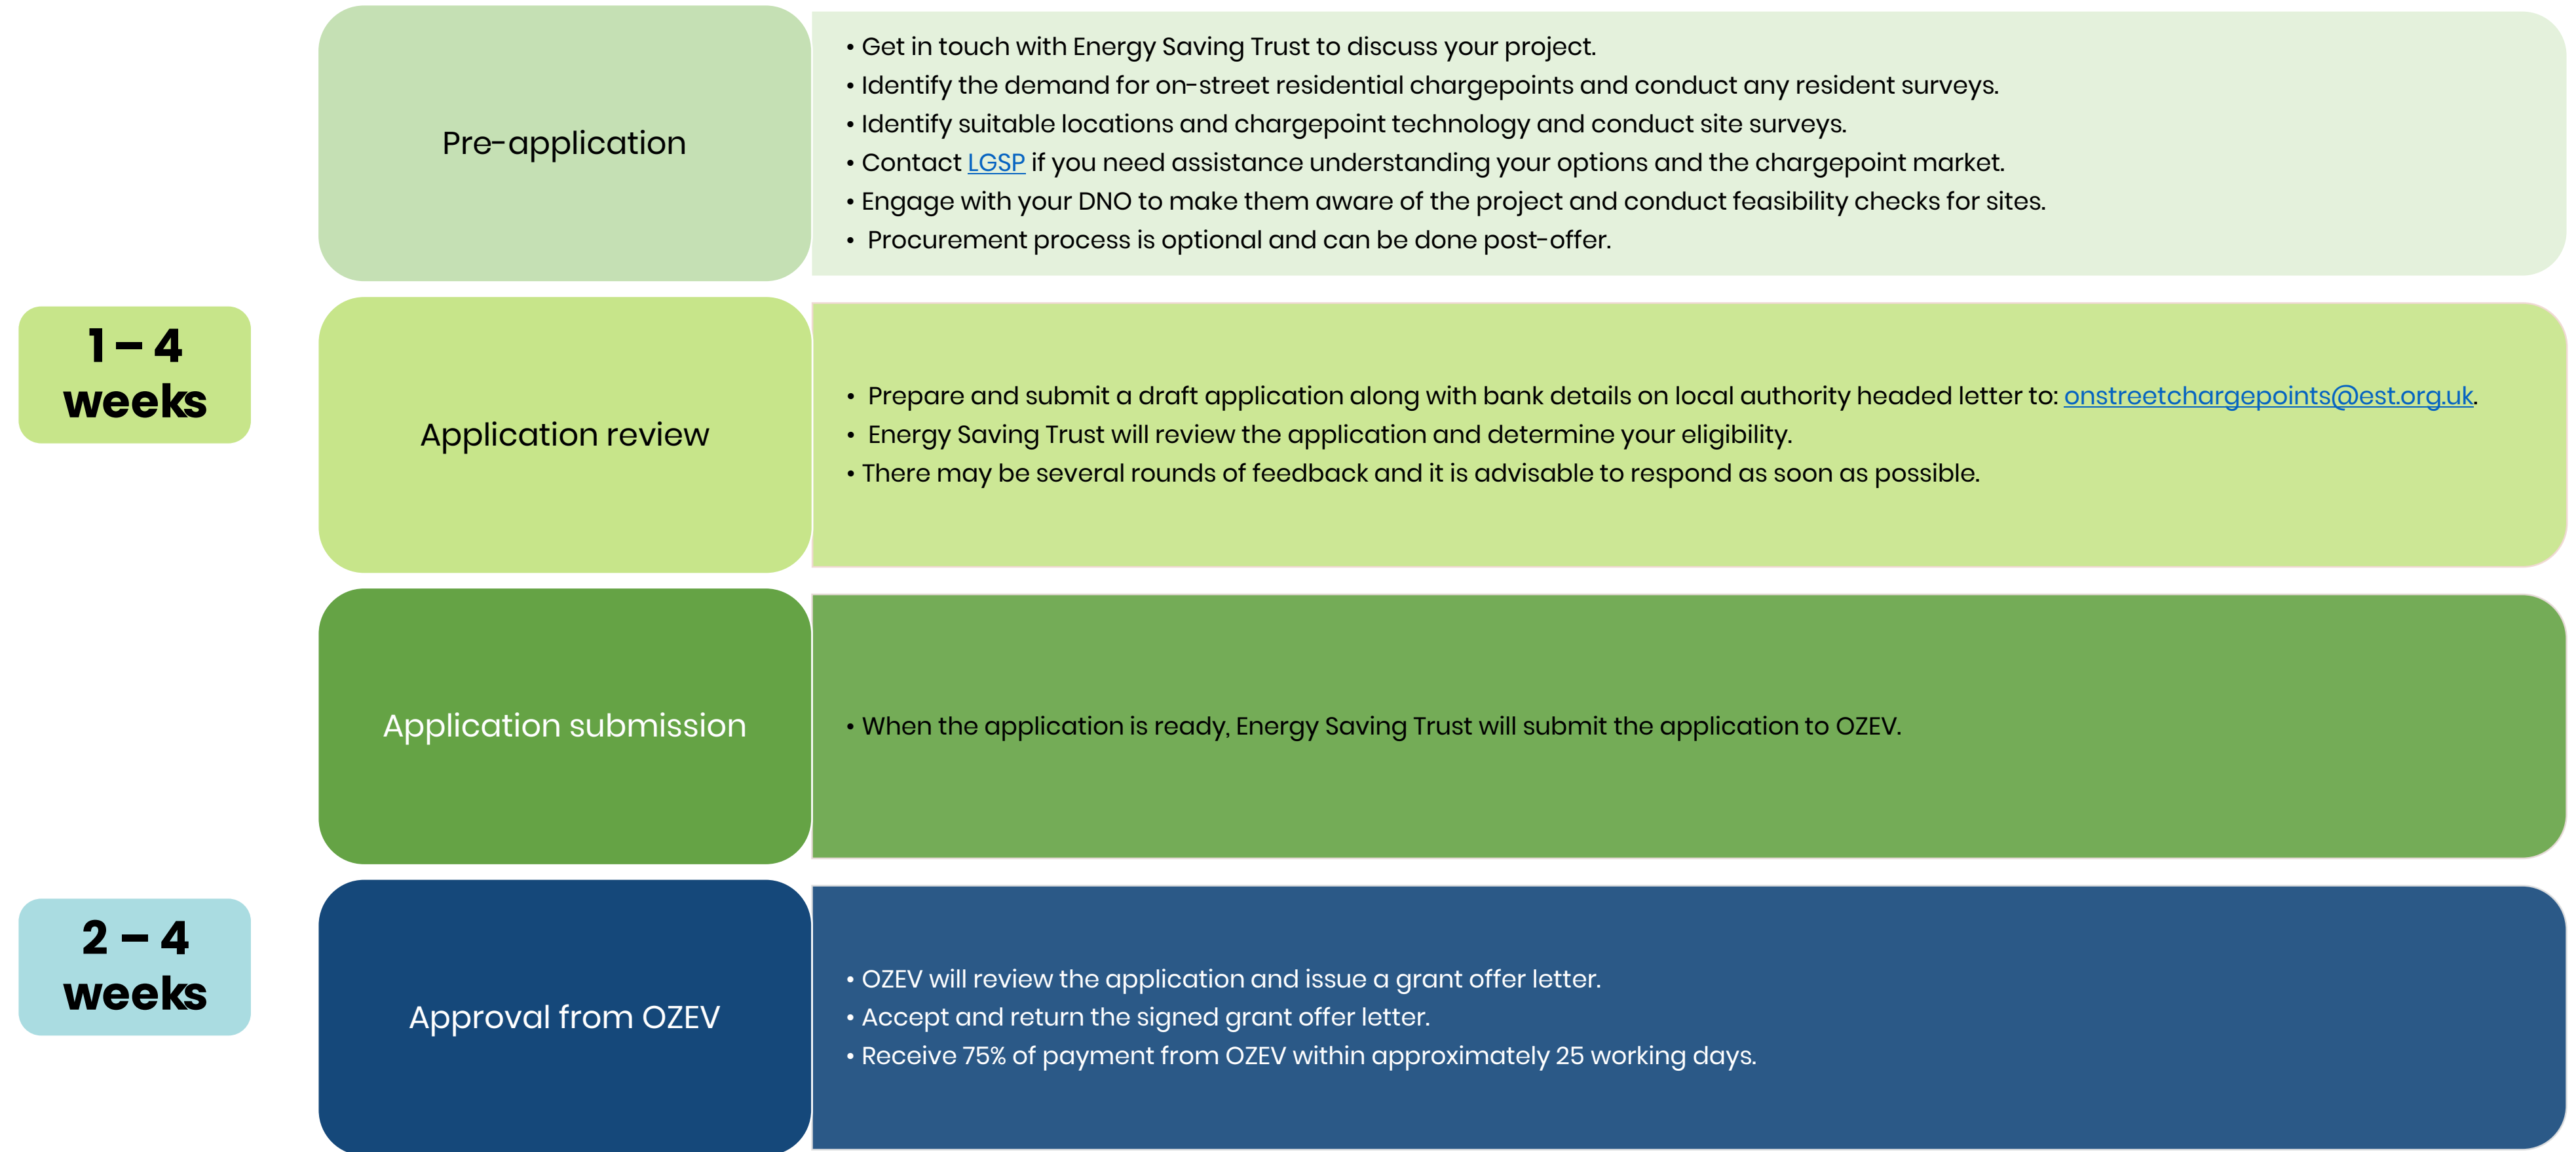 Pre-application
• Get in touch with Energy Saving Trust to discuss your project.
• Identify the demand for on-street residential chargepoints and conduct any resident surveys.
• Identify suitable locations and chargepoint technology and conduct site surveys.
• Contact LGSP if you need assistance understanding your options and the chargepoint market.
• Engage with your DNO to make them aware of the project and conduct feasibility checks for sites.
• Procurement process is optional and can be done post-offer.
1 – 4
weeks
Application review
• Prepare and submit a draft application along with bank details on local authority headed letter to: onstreetchargepoints@est.org.uk.
• Energy Saving Trust will review the application and determine your eligibility.
• There may be several rounds of feedback and it is advisable to respond as soon as possible.
Application submission
• When the application is ready, Energy Saving Trust will submit the application to OZEV.
2 – 4
weeks
Approval from OZEV
• OZEV will review the application and issue a grant offer letter.
• Accept and return the signed grant offer letter.
• Receive 75% of payment from OZEV within approximately 25 working days.